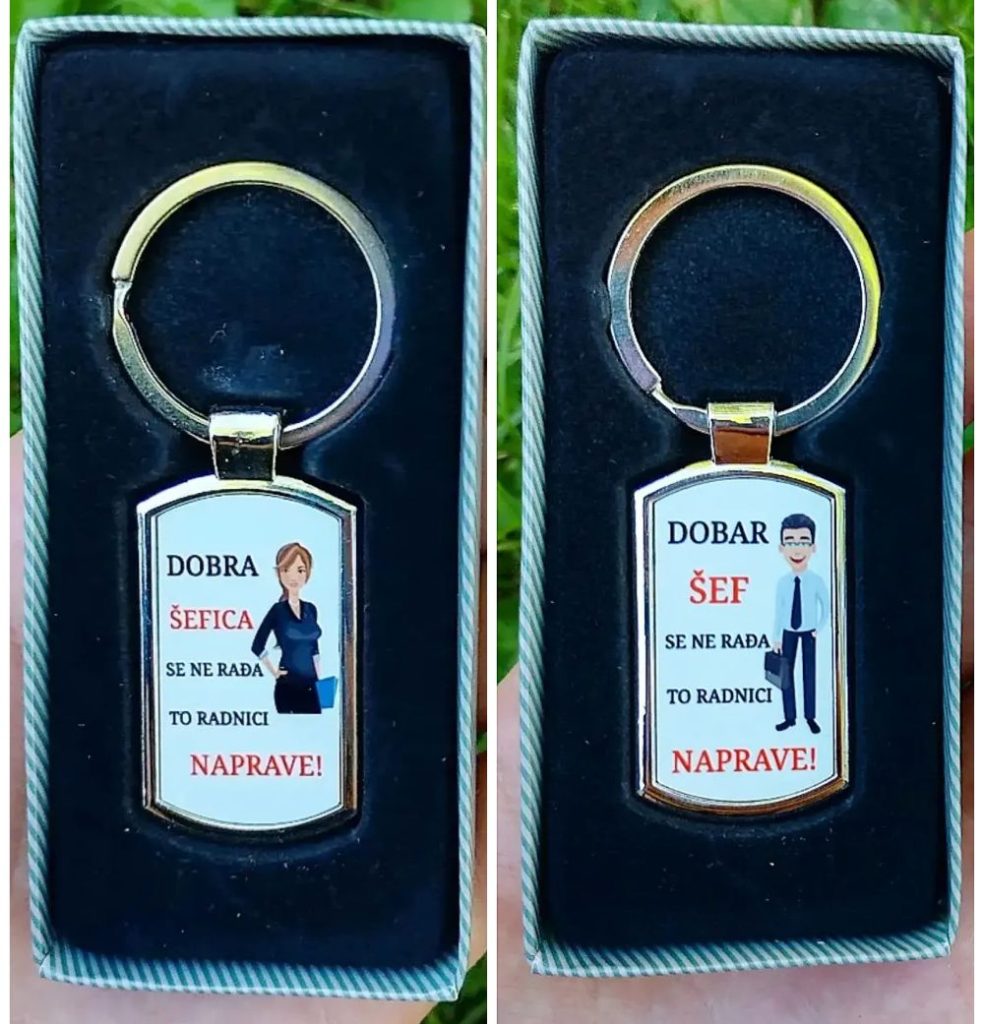 DOBRA
ŠEFICA
SE NE RAĐA
TO RADNICI
NAPRAVE!
DOBAR
ŠEF
SE NE RAĐA
TO RADNICI
NAPRAVE!